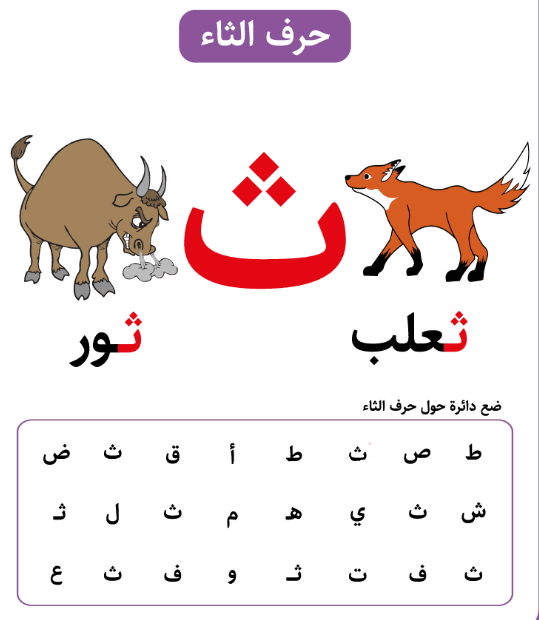 حرف الثاء
ث
ثعلب ثور
ضع دائرة حول حرف الثاء
ط ص ث ط أ ق ث ض
ش ث ي هـ م ث ل ثـ
ث ف ت ثـ و ف ث ع